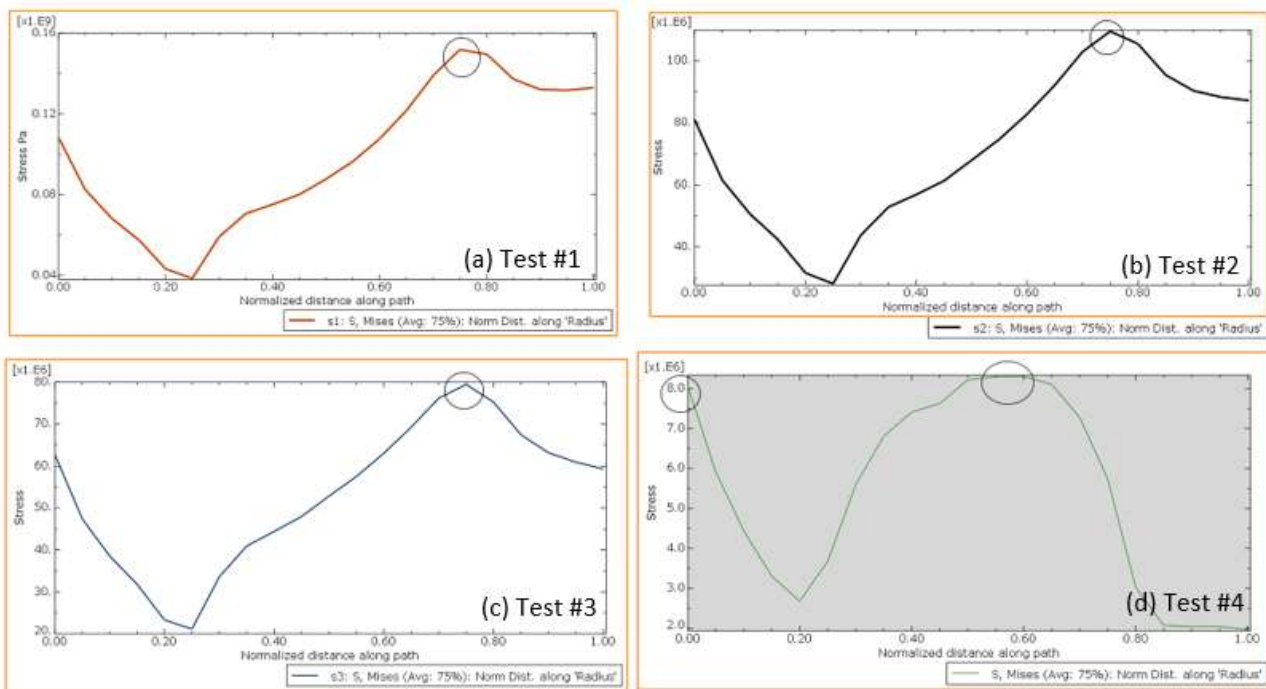 [x1.E9]
0.16
0.12
0.08
0.04
Stress Pa
0.00 0.20 0.40 0.60 0.80 1.00
Normalized distance along path
(a) Test #1
s1: S, Mises (Avg: 75%): Norm Dist. along 'Radius'
[x1.E6]
100.
80.
60.
40.
Stress
0.00 0.20 0.40 0.60 0.80 1.00
Normalized distance along path
(b) Test #2
s2: S, Mises (Avg: 75%): Norm Dist. along 'Radius'
[x1.E6]
80.
70.
60.
50.
40.
30.
20.
Stress
0.00 0.20 0.40 0.60 0.80 1.00
Normalized distance along path
(c) Test #3
s3: S, Mises (Avg: 75%): Norm Dist. along 'Radius'
[x1.E6]
8.0
7.0
6.0
5.0
4.0
3.0
2.0
Stress
0.00 0.20 0.40 0.60 0.80 1.00
Normalized distance along path
(d) Test #4
S, Mises (Avg: 75%): Norm Dist. along 'Radius'